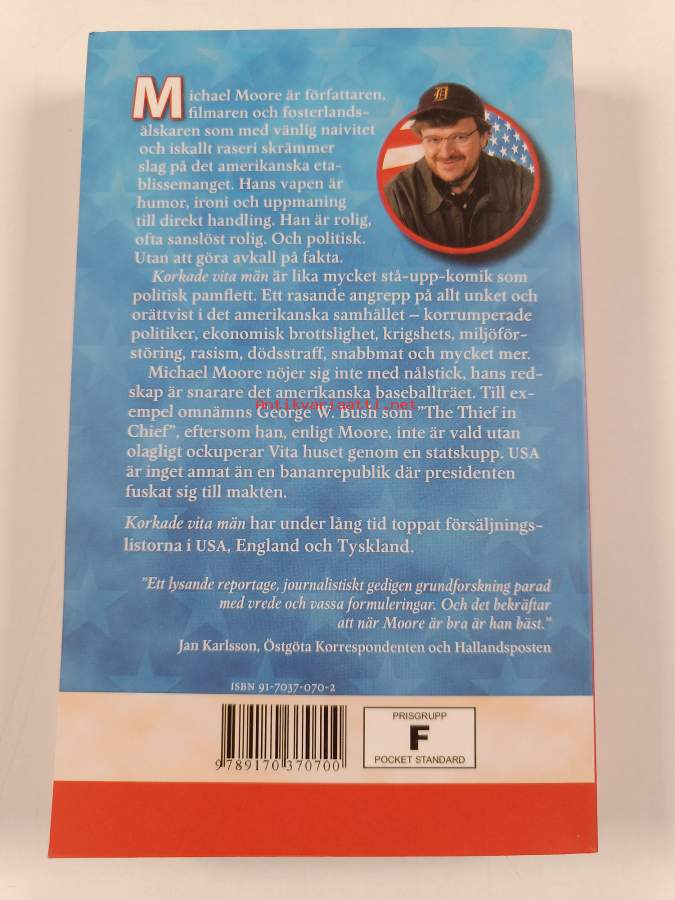 Michael Moore är författaren,
filmaren och fosterlands-
älskaren som med vänlig naivitet
och iskallt raseri skrämmer
slag på det amerikanska eta-
blissemanget. Hans vapen är
humor, ironi och uppmaning
till direkt handling. Han är rolig,
ofta sanslöst rolig. Och politisk.
Utan att göra avkall på fakta.
Korkade vita män är lika mycket stå-upp-komik som
politisk pamflett. Ett rasande angrepp på allt unket och
orättvist i det amerikanska samhället – korrumperade
politiker, ekonomisk brottslighet, krigshets, miljöför-
störing, rasism, dödsstraff, snabbmat och mycket mer.
Michael Moore nöjer sig inte med nålstick, hans red-
skap är snarare det amerikanska baseballträet. Till ex-
Antikvariaatti.net
empel omnämns George W. Bush som ”The Thief in
Chief”, eftersom han, enligt Moore, inte är vald utan
olagligt ockuperar Vita huset genom en statskupp. USA
är inget annat än en bananrepublik där presidenten
fuskat sig till makten.
Korkade vita män har under lång tid toppat försäljnings-
listorna i USA, England och Tyskland.
”Ett lysande reportage, journalistiskt gedigen grundforskning parad
med vrede och vassa formuleringar. Och det bekräftar
att när Moore är bra är han bäst.”
Jan Karlsson, Östgöta Korrespondenten och Hallandsposten
ISBN 91-7037-070-2
9 789170 370700
PRISGRUPP
F
POCKET STANDARD